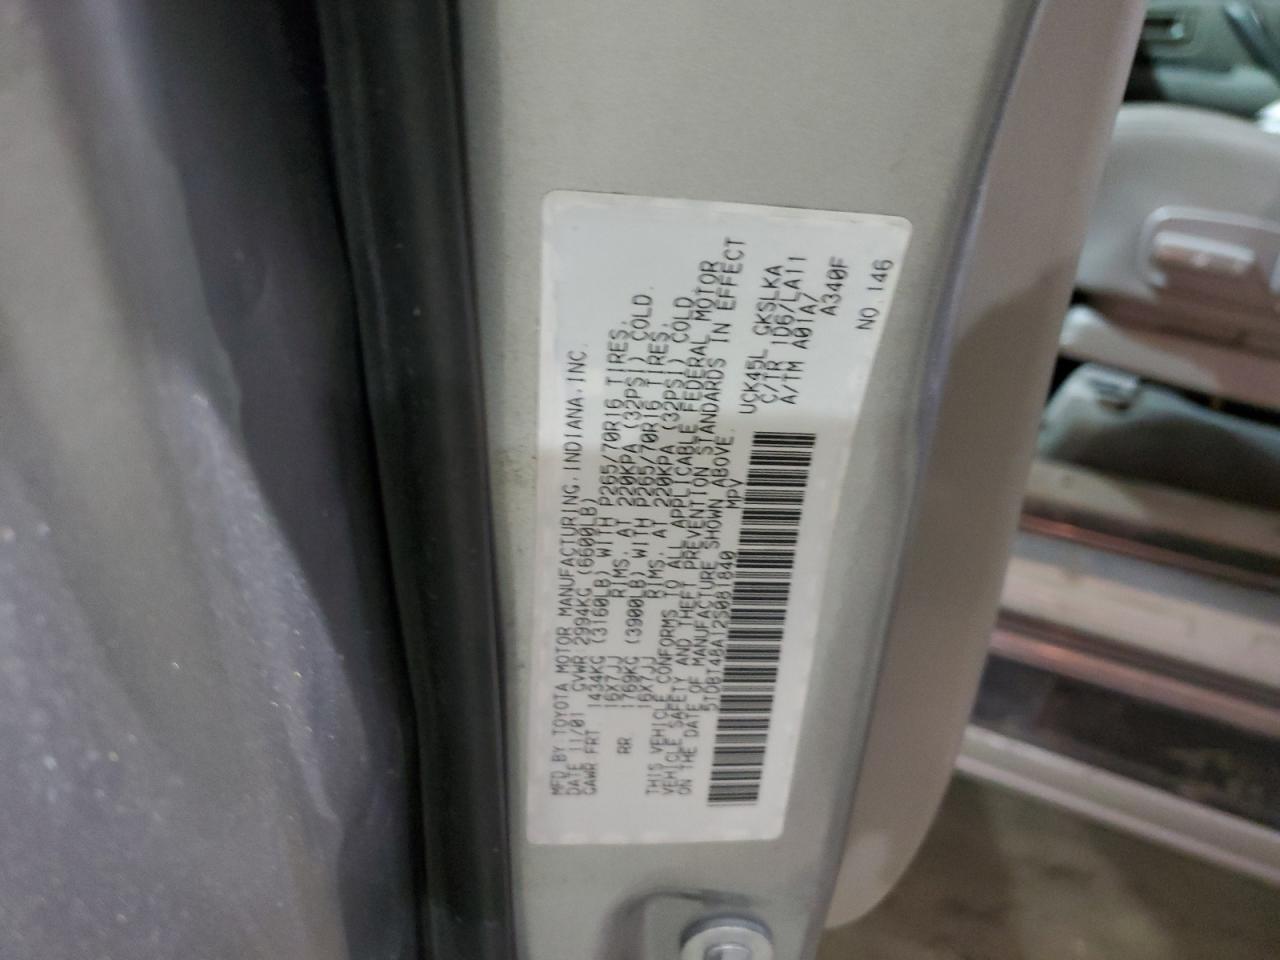 MFD BY TOYOTA MOTOR MANUFACTURING, INDIANA, INC.
DATE 11/01 GVWR 2994KG (6600LB)
GAWR FRT 1434KG (3160LB) WITH P265/70R16 TIRES,
16X7JJ RIMS, AT 220KPA (32PSI) COLD.
RR 1769KG (3900LB) WITH P265/70R16 TIRES,
16X7JJ RIMS, AT 220KPA (32PSI) COLD
THIS VEHICLE CONFORMS TO ALL APPLICABLE FEDERAL MOTOR
VEHICLE SAFETY AND THEFT PREVENTION STANDARDS IN EFFECT
ON THE DATE OF MANUFACTURE SHOWN ABOVE.
5TDBT48A12S081840 MPV
UCK45L GKSLKA
C/TR 1D6/LA11
A/TM A01A/
A340F
NO.146